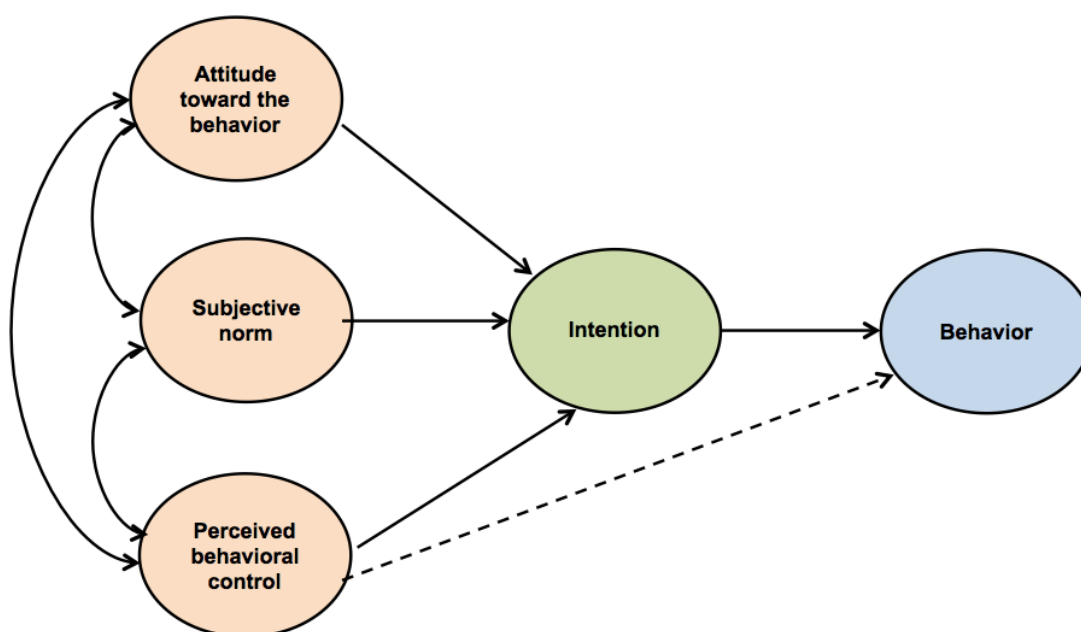 Attitude
toward the
behavior
Subjective
norm
Intention
Behavior
Perceived
behavioral
control